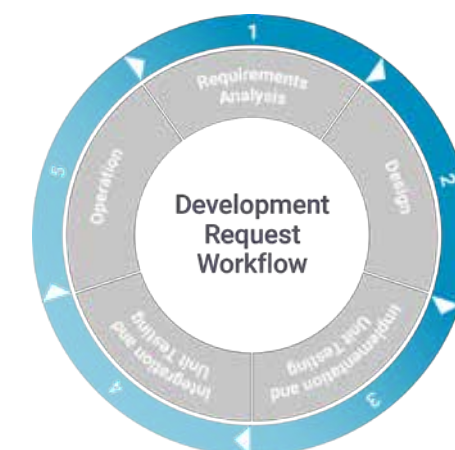 Development
Request
Workflow
1
Requirements
Analysis
2
Design
3
Implementation and
Unit Testing
4
Integration and
Unit Testing
5
Operation